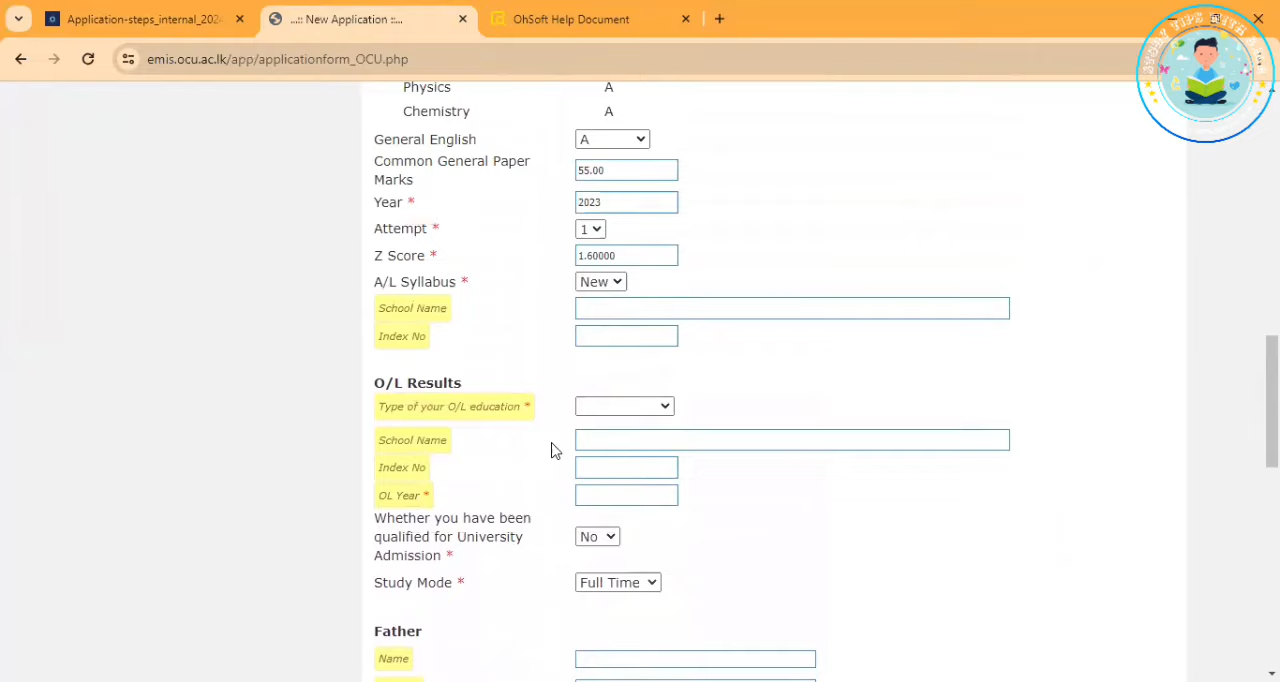 Application-steps_internal_202
...:: New Application ::...
OhSoft Help Document
emis.ocu.ac.lk/app/applicationform_OCU.php
STUDY TIPS WITH
Physics A
Chemistry A
General English A
Common General Paper
Marks 55.00
Year * 2023
Attempt * 1
Z Score * 1.60000
A/L Syllabus * New
School Name
Index No
O/L Results
Type of your O/L education *
School Name
Index No
OL Year *
Whether you have been
qualified for University No
Admission *
Study Mode * Full Time
Father
Name